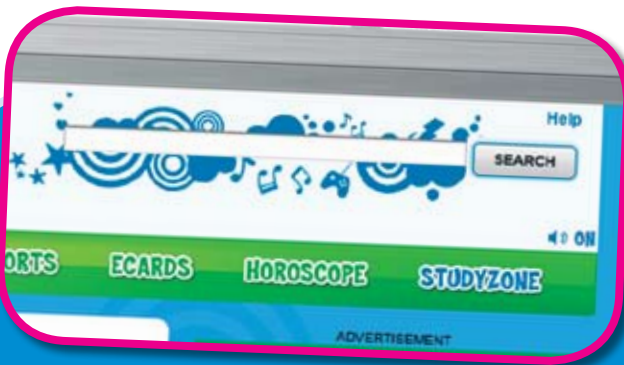 Help
SEARCH
ON
ORTS ECARDS HOROSCOPE STUDYZONE
ADVERTISEMENT